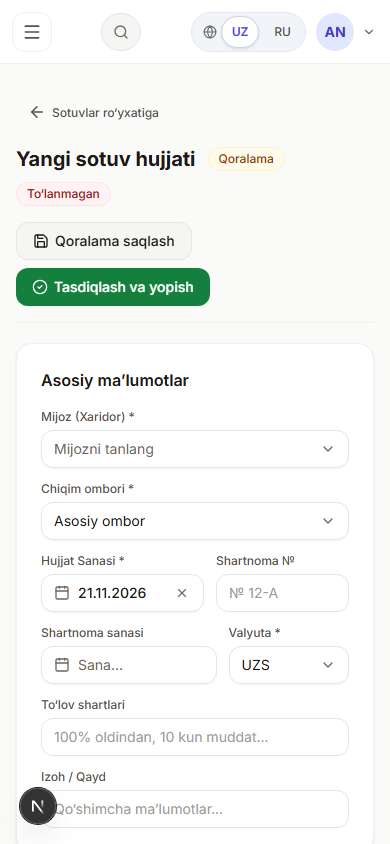 UZ RU AN
Sotuvlar ro‘yxatiga
Yangi sotuv hujjati Qoralama
To‘lanmagan
Qoralama saqlash
Tasdiqlash va yopish
Asosiy ma’lumotlar
Mijoz (Xaridor) *
Mijozni tanlang
Chiqim ombori *
Asosiy ombor
Hujjat Sanasi * Shartnoma №
21.11.2026 № 12-A
Shartnoma sanasi Valyuta *
Sana... UZS
To‘lov shartlari
100% oldindan, 10 kun muddat...
Izoh / Qayd
N Qo‘shimcha ma’lumotlar...